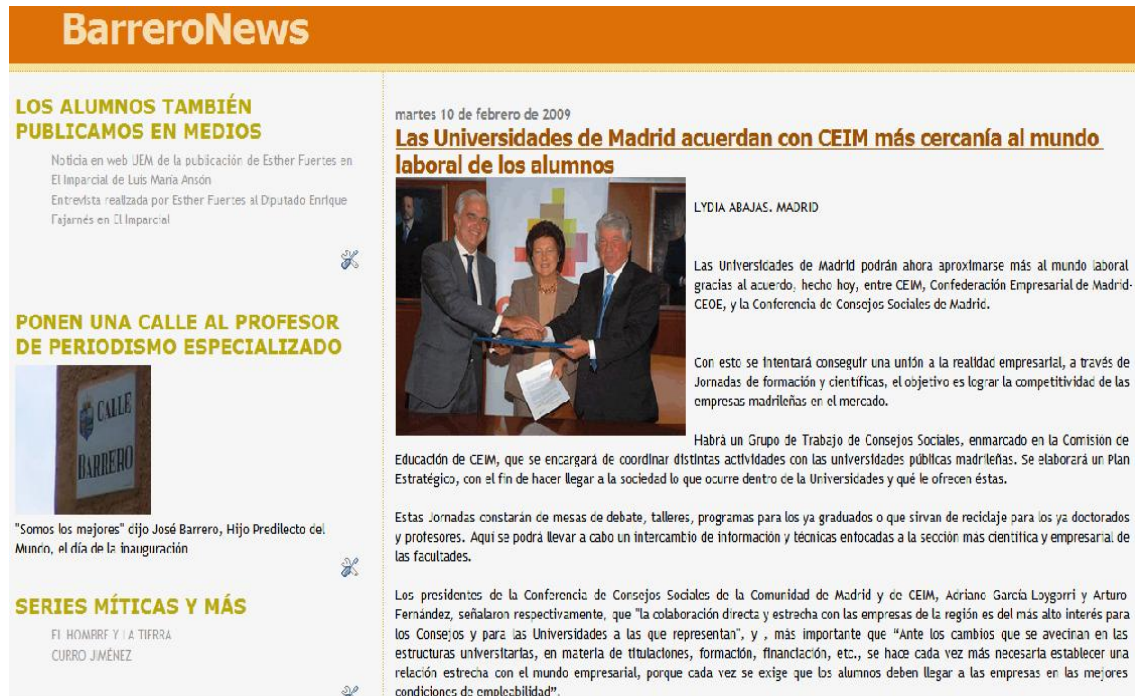 BarreroNews
LOS ALUMNOS TAMBIÉN
PUBLICAMOS EN MEDIOS
Noticia en web UEM de la publicación de Esther Fuertes en
El Imparcial de Luis María Ansón
Entrevista realizada por Esther Fuertes al Diputado Enrique
Fajarnés en El Imparcial
PONEN UNA CALLE AL PROFESOR
DE PERIODISMO ESPECIALIZADO
CALLE
BARRERO
"Somos los mejores" dijo José Barrero, Hijo Predilecto del
Mundo, el día de la inauguración
SERIES MÍTICAS Y MÁS
EL HOMBRE Y LA TIERRA
CURRO JIMÉNEZ
martes 10 de febrero de 2009
Las Universidades de Madrid acuerdan con CEIM más cercanía al mundo
laboral de los alumnos
LYDIA ABAJAS. MADRID
Las Universidades de Madrid podrán ahora aproximarse más al mundo laboral
gracias al acuerdo, hecho hoy, entre CEIM, Confederación Empresarial de Madrid-
CEOE, y la Conferencia de Consejos Sociales de Madrid.
Con esto se intentará conseguir una unión a la realidad empresarial, a través de
Jornadas de formación y científicas, el objetivo es lograr la competitividad de las
empresas madrileñas en el mercado.
Habrá un Grupo de Trabajo de Consejos Sociales, enmarcado en la Comisión de
Educación de CEIM, que se encargará de coordinar distintas actividades con las universidades públicas madrileñas. Se elaborará un Plan
Estratégico, con el fin de hacer llegar a la sociedad lo que ocurre dentro de la Universidades y qué le ofrecen éstas.
Estas Jornadas constarán de mesas de debate, talleres, programas para los ya graduados o que sirvan de reciclaje para los ya doctorados
y profesores. Aquí se podrá llevar a cabo un intercambio de información y técnicas enfocadas a la sección más científica y empresarial de
las facultades.
Los presidentes de la Conferencia de Consejos Sociales de la Comunidad de Madrid y de CEIM, Adriano García Loygorri y Arturo
Fernández, señalaron respectivamente, que "la colaboración directa y estrecha con las empresas de la región es del más alto interés para
los Consejos y para las Universidades a las que representan", y , más importante que "Ante los cambios que se avecinan en las
estructuras universitarias, en materia de titulaciones, formación, financiación, etc., se hace cada vez más necesaria establecer una
relación estrecha con el mundo empresarial, porque cada vez se exige que los alumnos deben llegar a las empresas en las mejores
condiciones de empleabilidad".